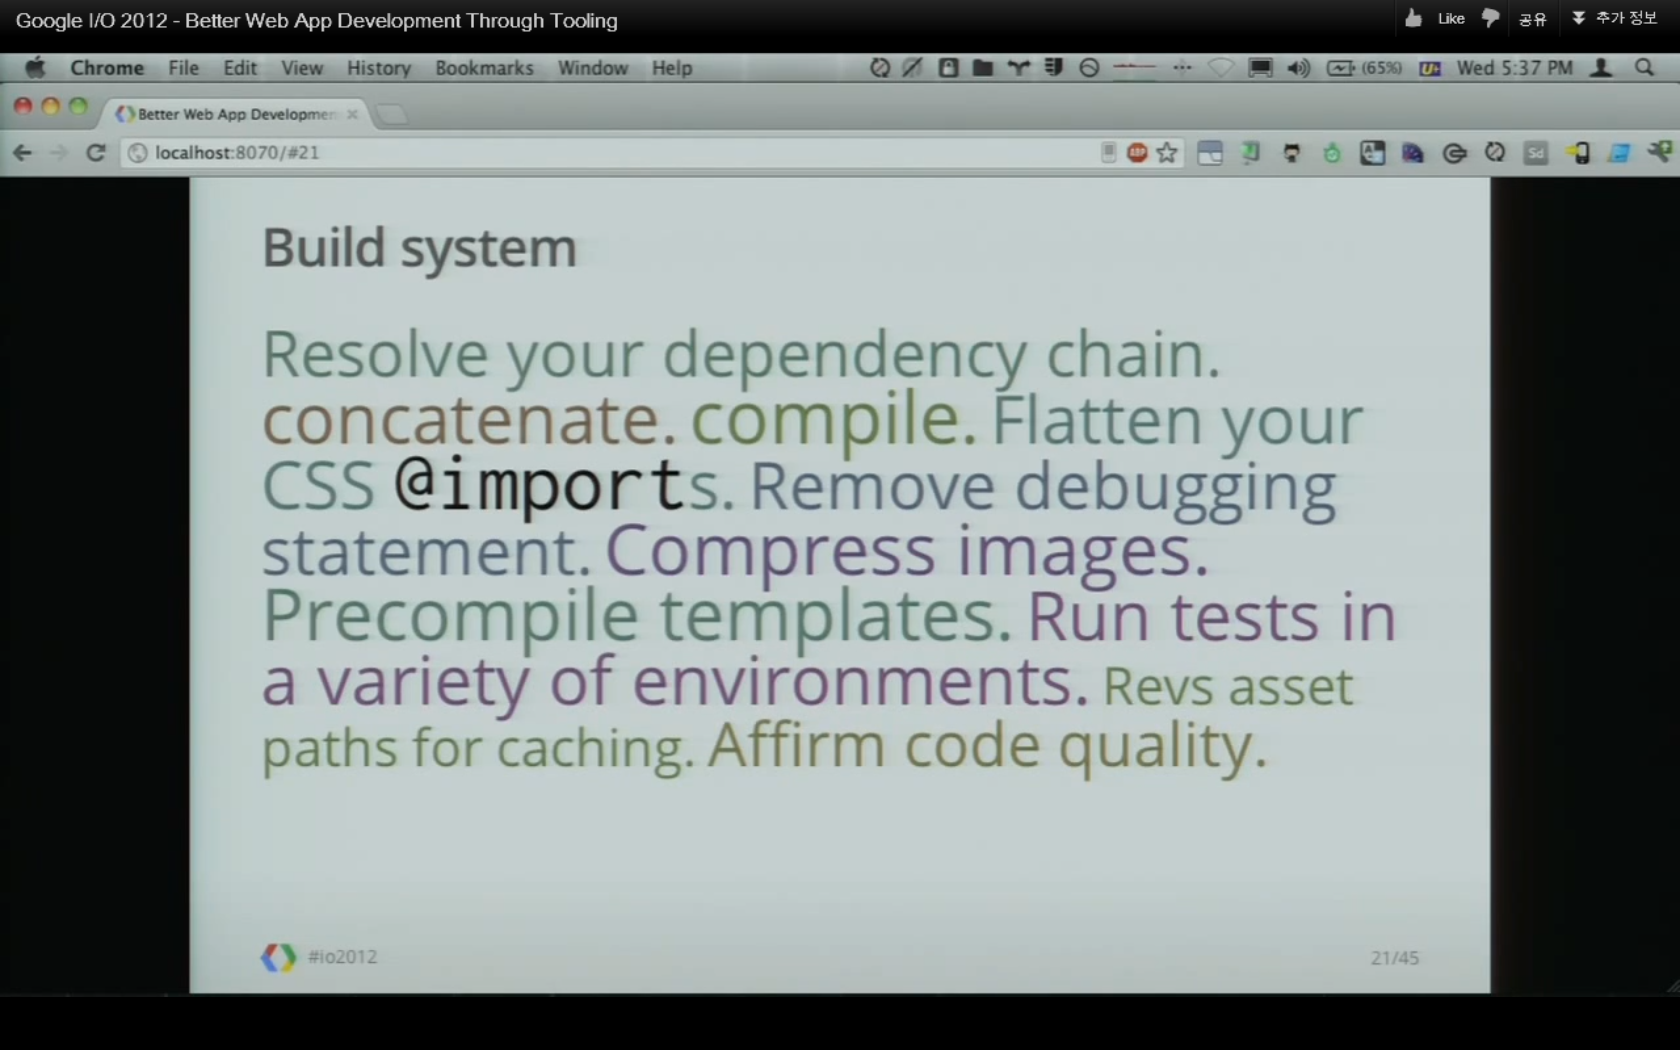 Google I/O 2012 - Better Web App Development Through Tooling
Like 공유 추가 정보
Chrome File Edit View History Bookmarks Window Help (65%) Wed 5:37 PM
Better Web App Developmen
localhost:8070/#21
ABP
Sd
Build system
Resolve your dependency chain.
concatenate. compile. Flatten your
CSS @imports. Remove debugging
statement. Compress images.
Precompile templates. Run tests in
a variety of environments. Revs asset
paths for caching. Affirm code quality.
#io2012
21/45